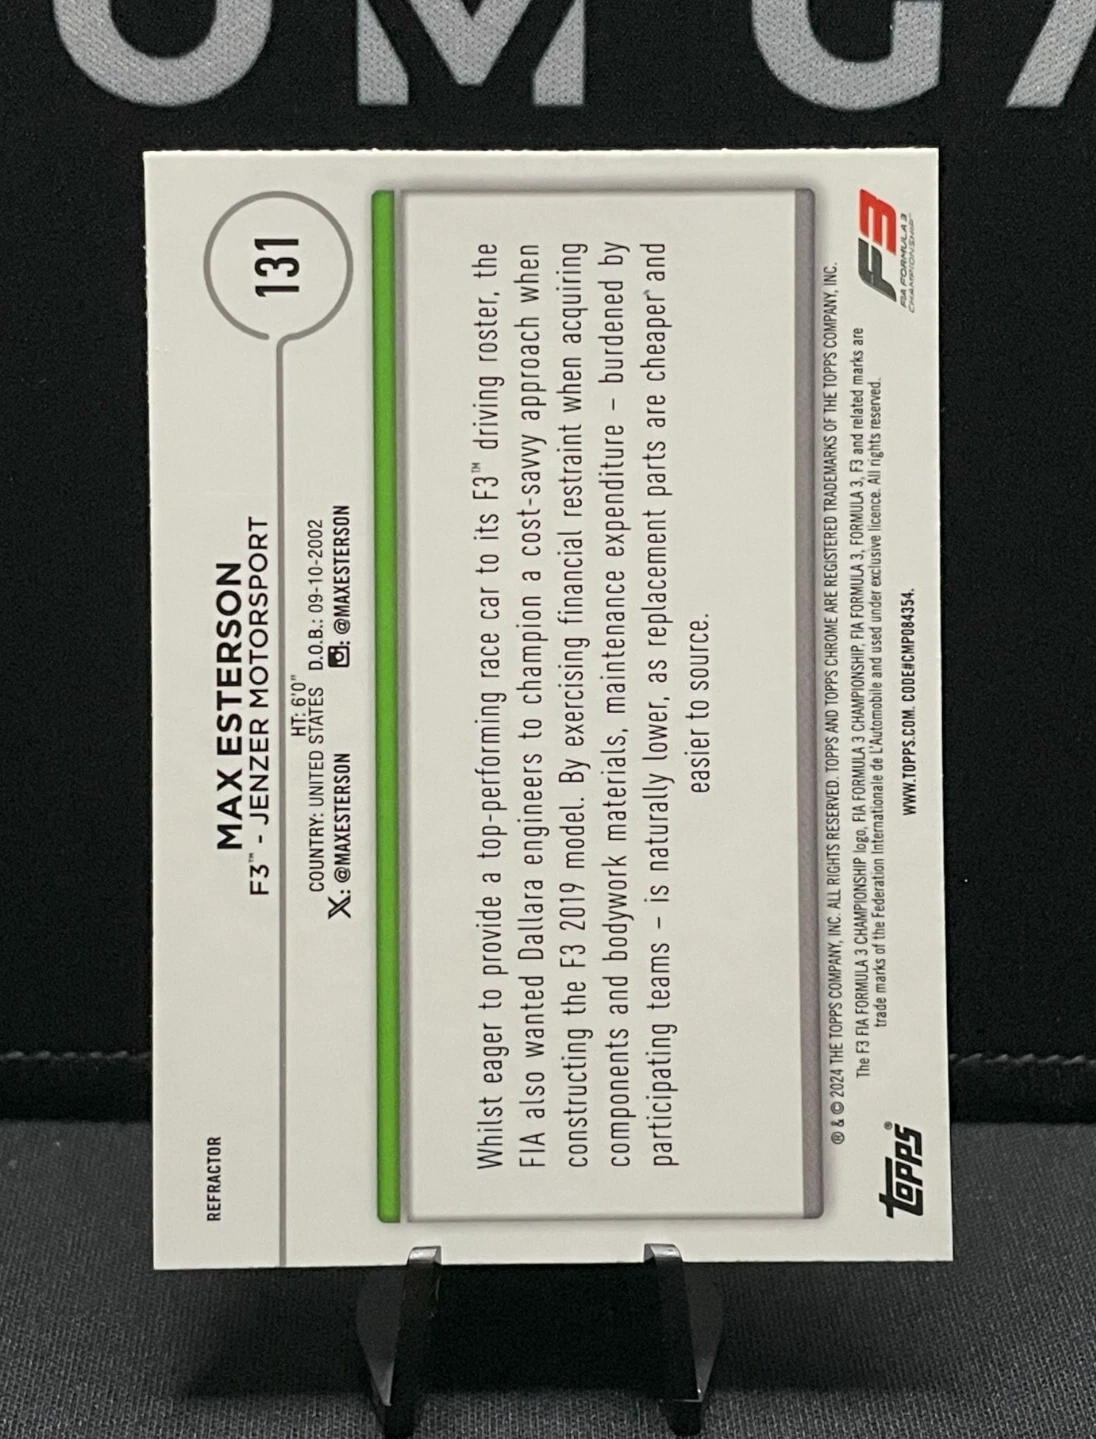 OM GA
REFRACTOR
131
MAX ESTERSON
F3™ - JENZER MOTORSPORT
HT: 6'0"
COUNTRY: UNITED STATES D.O.B.: 09-10-2002
X: @MAXESTERSON : @MAXESTERSON
Whilst eager to provide a top-performing race car to its F3™ driving roster, the
FIA also wanted Dallara engineers to champion a cost-savvy approach when
constructing the F3 2019 model. By exercising financial restraint when acquiring
components and bodywork materials, maintenance expenditure – burdened by
participating teams – is naturally lower, as replacement parts are cheaper and
easier to source.
® & © 2024 THE TOPPS COMPANY, INC. ALL RIGHTS RESERVED. TOPPS AND TOPPS CHROME ARE REGISTERED TRADEMARKS OF THE TOPPS COMPANY, INC.
The F3 FIA FORMULA 3 CHAMPIONSHIP logo, FIA FORMULA 3 CHAMPIONSHIP, FIA FORMULA 3, FORMULA 3, F3 and related marks are
trade marks of the Federation Internationale de L'Automobile and used under exclusive licence. All rights reserved.
WWW.TOPPS.COM. CODE#CMP084354.
topps®
F3
FIA FORMULA 3
CHAMPIONSHIP™